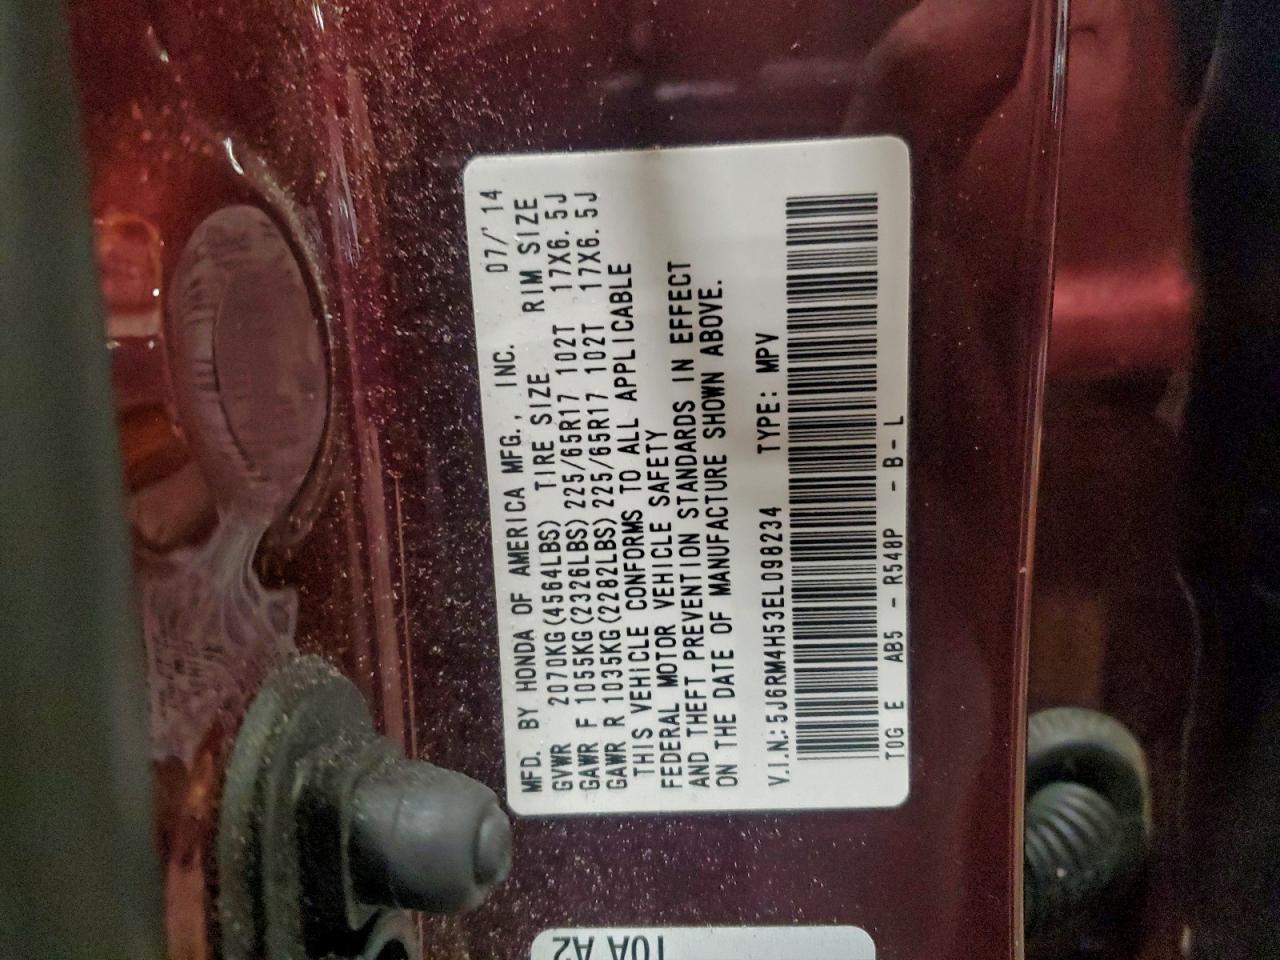 MFD. BY HONDA OF AMERICA MFG., INC. 07/'14
GVWR 2070KG(4564LBS) TIRE SIZE RIM SIZE
GAWR F 1055KG(2326LBS) 225/65R17 102T 17X6.5J
GAWR R 1035KG(2282LBS) 225/65R17 102T 17X6.5J
THIS VEHICLE CONFORMS TO ALL APPLICABLE
FEDERAL MOTOR VEHICLE SAFETY
AND THEFT PREVENTION STANDARDS IN EFFECT
ON THE DATE OF MANUFACTURE SHOWN ABOVE.
V.I.N.:5J6RM4H53EL098234 TYPE: MPV
T0G E AB5 - R548P - B - L
T0A A2